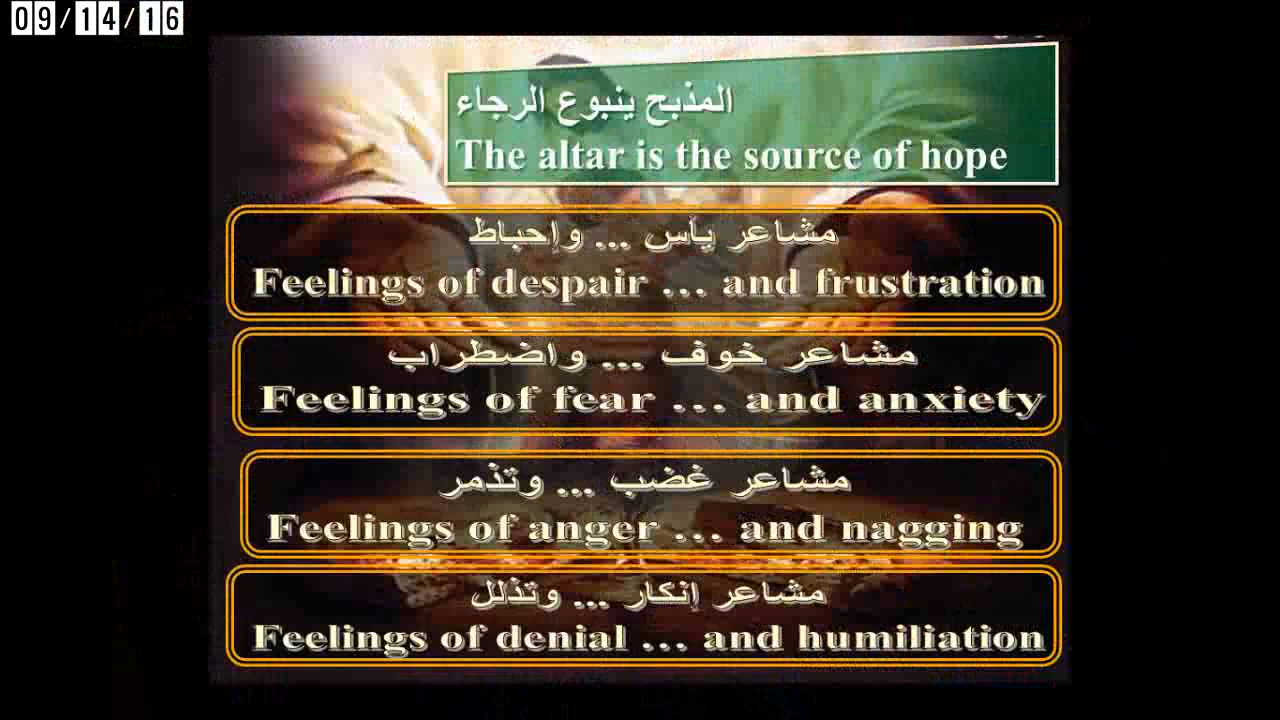 09/14/16
المذبح ينبوع الرجاء
The altar is the source of hope
مشاعر يأس ... وإحباط
Feelings of despair ... and frustration
مشاعر خوف ... واضطراب
Feelings of fear ... and anxiety
مشاعر غضب ... وتذمر
Feelings of anger ... and nagging
مشاعر إنكار ... وتذلل
Feelings of denial ... and humiliation